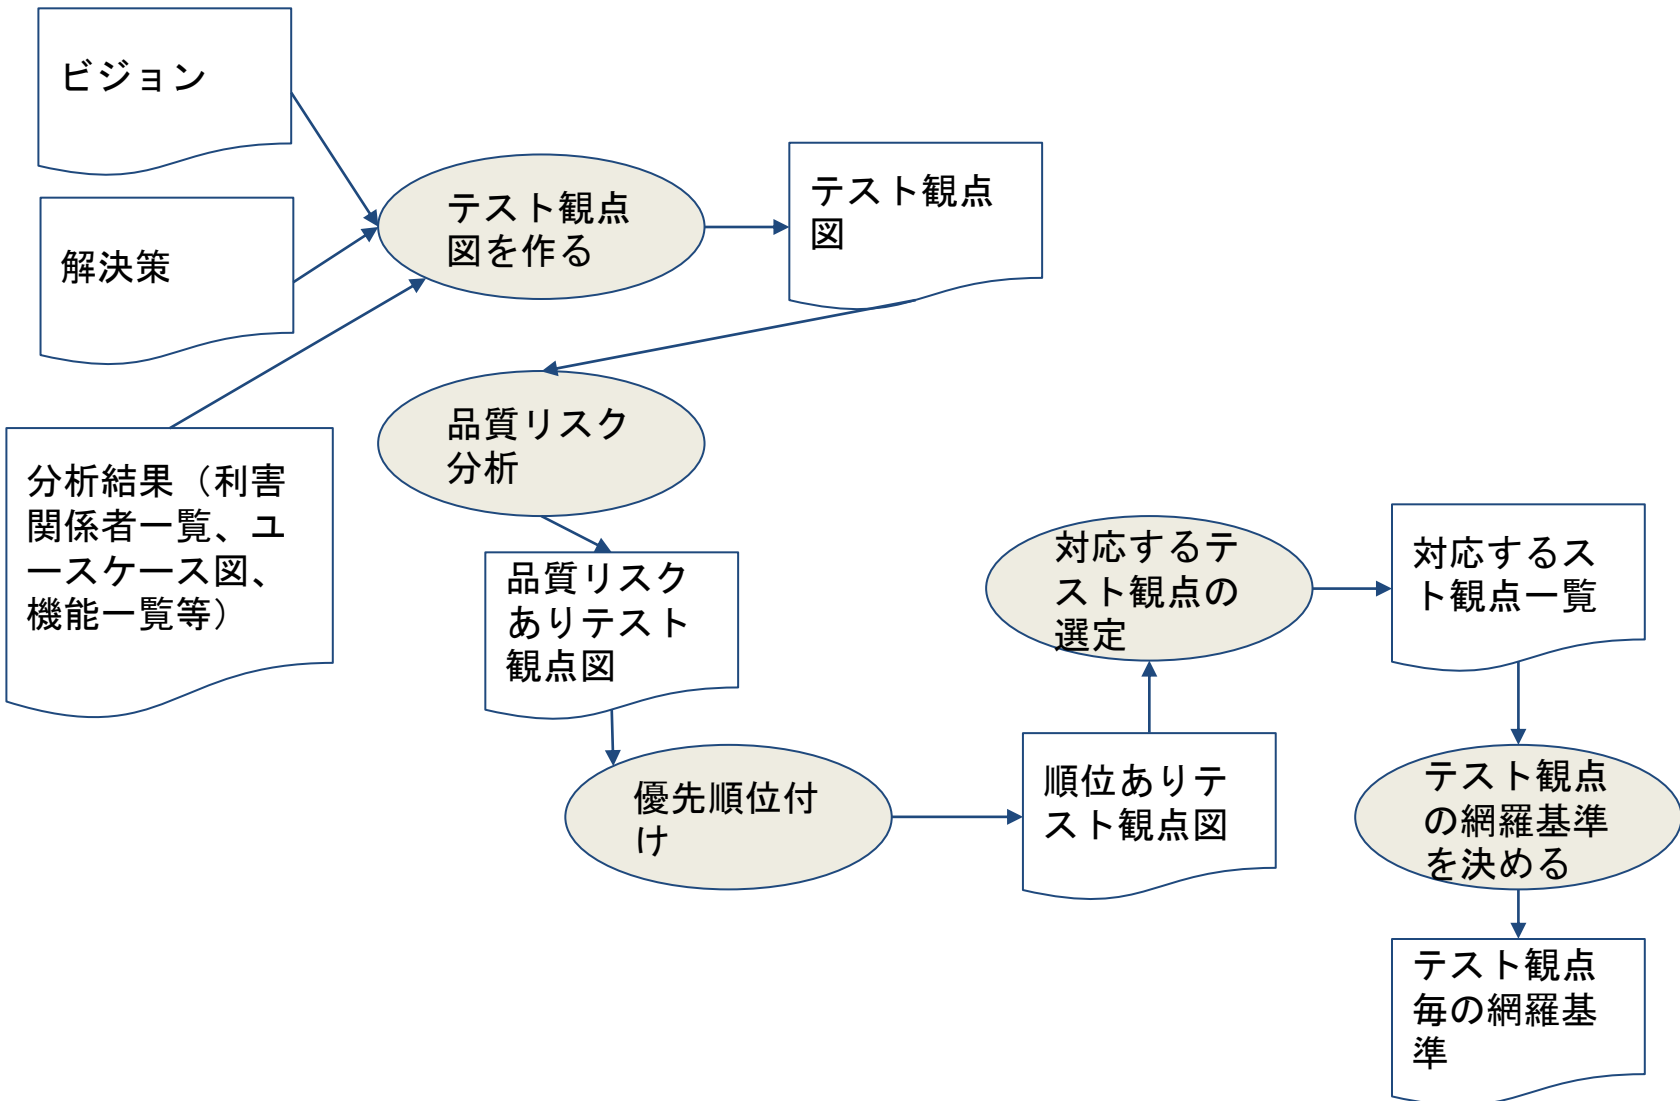 ビジョン
解決策
分析結果（利害
関係者一覧、ユ
ースケース図、
機能一覧等）
テスト観点
図を作る
テスト観点
図
品質リスク
分析
品質リスク
ありテスト
観点図
優先順位付
け
順位ありテ
スト観点図
対応するテ
スト観点の
選定
対応するス
ト観点一覧
テスト観点
の網羅基準
を決める
テスト観点
毎の網羅基
準